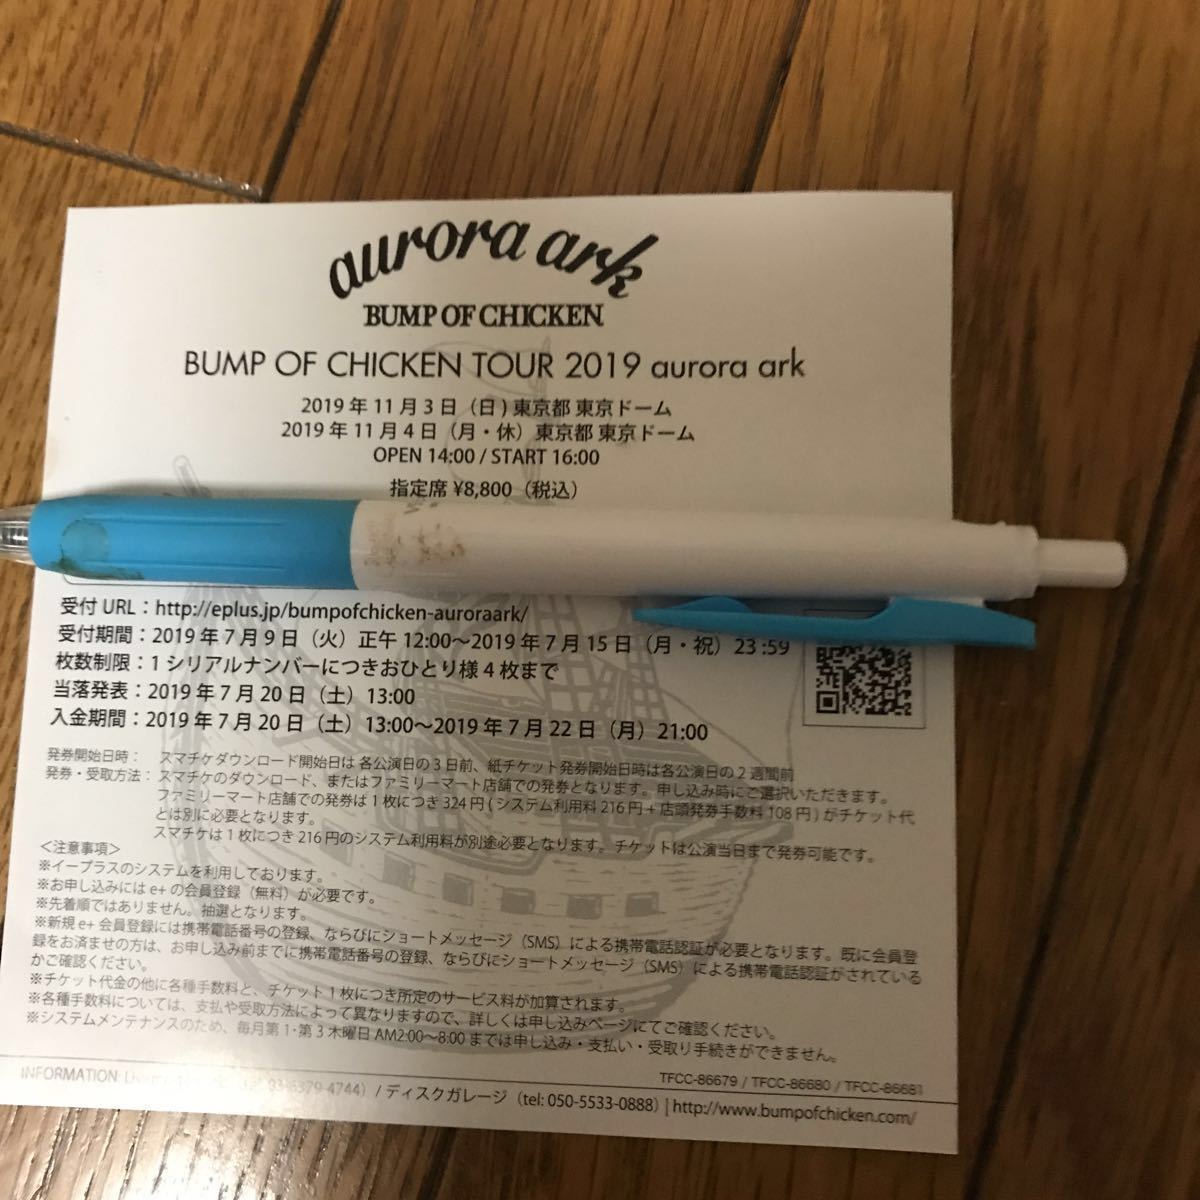 aurora ark
BUMP OF CHICKEN
BUMP OF CHICKEN TOUR 2019 aurora ark
2019年11月3日（日）東京都 東京ドーム
2019年11月4日（月・休）東京都 東京ドーム
OPEN 14:00 / START 16:00
指定席 ¥8,800（税込）
受付URL：http://eplus.jp/bumpofchicken-auroraark/
受付期間：2019年7月9日（火）正午12:00～2019年7月15日（月・祝）23:59
枚数制限：1シリアルナンバーにつきおひとり様4枚まで
当落発表：2019年7月20日（土）13:00
入金期間：2019年7月20日（土）13:00～2019年7月22日（月）21:00
発券開始日時： スマチケダウンロード開始日は各公演日の3日前、紙チケット発券開始日時は各公演日の2週間前
発券・受取方法：スマチケのダウンロード、またはファミリーマート店舗での発券となります。申し込み時にご選択いただきます。
ファミリーマート店舗での発券は1枚につき324円(システム利用料216円+店頭発券手数料108円)がチケット代
とは別に必要となります。
スマチケは1枚につき216円のシステム利用料が別途必要となります。チケットは公演当日まで発券可能です。
＜注意事項＞
※イープラスのシステムを利用しております。
※お申し込みにはe+の会員登録（無料）が必要です。
※先着順ではありません。抽選となります。
※新規e+会員登録には携帯電話番号の登録、ならびにショートメッセージ（SMS）による携帯電話認証が必要となります。既に会員登
録をお済ませの方は、お申し込み前までに携帯電話番号の登録、ならびにショートメッセージ（SMS）による携帯電話認証がされている
かご確認ください。
※チケット代金の他に各種手数料と、チケット1枚につき所定のサービス料が加算されます。
※各種手数料については、支払や受取方法によって異なりますので、詳しくは申し込みページにてご確認ください。
※システムメンテナンスのため、毎月第1・第3木曜日AM2:00～8:00までは申し込み・支払い・受取り手続きができません。
TFCC-86679 / TFCC-86680 / TFCC-86681
INFORMATION 03-6379-4744）/ ディスクガレージ（tel: 050-5533-0888）| http://www.bumpofchicken.com/